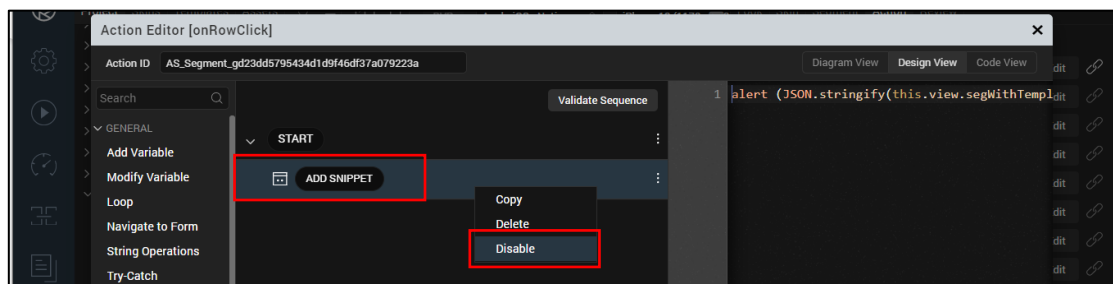 Action Editor [onRowClick]
Action ID AS_Segment_gd23dd5795434d1d9f46df37a079223a Diagram View Design View Code View
Search
Validate Sequence
1 alert (JSON.stringify(this.view.segWithTempl
GENERAL
START
Add Variable
Modify Variable
ADD SNIPPET
Loop
Copy
Navigate to Form
Delete
String Operations
Disable
Try-Catch
dit
dit
dit
dit
dit
dit
dit
dit